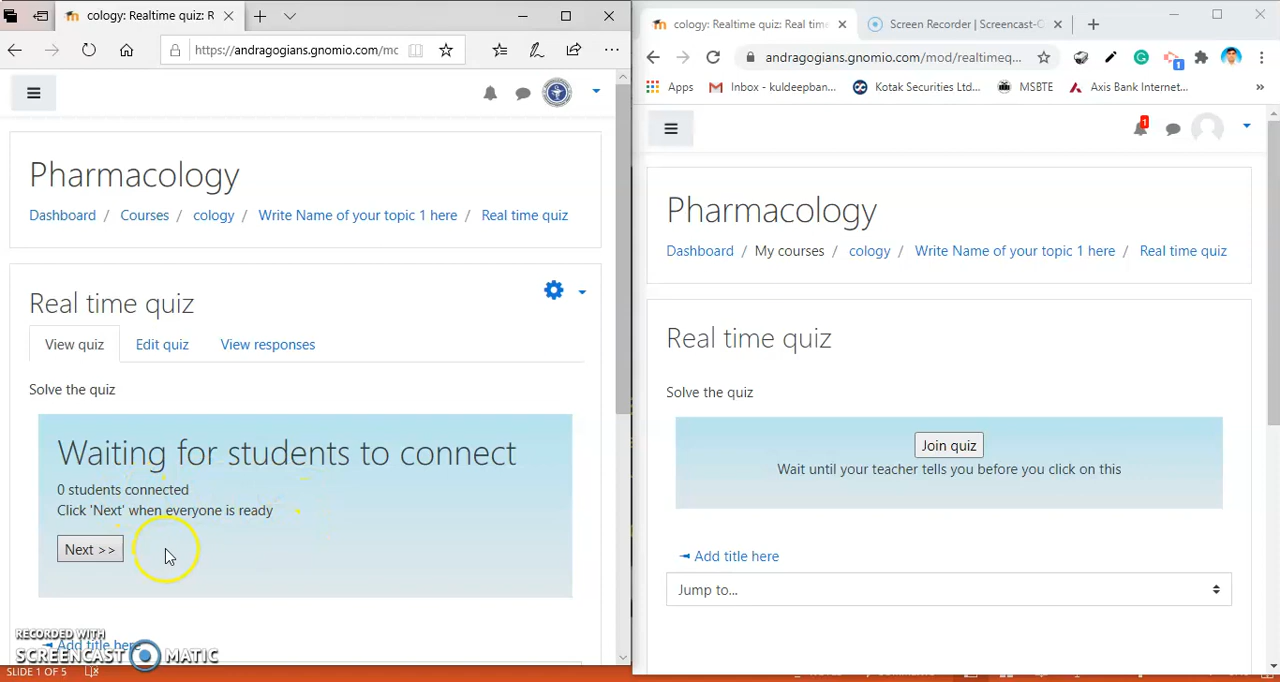 cology: Realtime quiz: R
https://andragogians.gnomio.com/mc
Pharmacology
Dashboard / Courses / cology / Write Name of your topic 1 here / Real time quiz
Real time quiz
View quiz Edit quiz View responses
Solve the quiz
Waiting for students to connect
0 students connected
Click 'Next' when everyone is ready
Next >>
Add title here
RECORDED WITH
SCREENCAST MATIC
SLIDE 1 OF 5
cology: Realtime quiz: Real time
Screen Recorder | Screencast-O
andragogians.gnomio.com/mod/realtimeq...
1
Apps Inbox - kuldeepban... Kotak Securities Ltd... MSBTE Axis Bank Internet... »
1
Pharmacology
Dashboard / My courses / cology / Write Name of your topic 1 here / Real time quiz
Real time quiz
Solve the quiz
Join quiz
Wait until your teacher tells you before you click on this
◄ Add title here
Jump to...